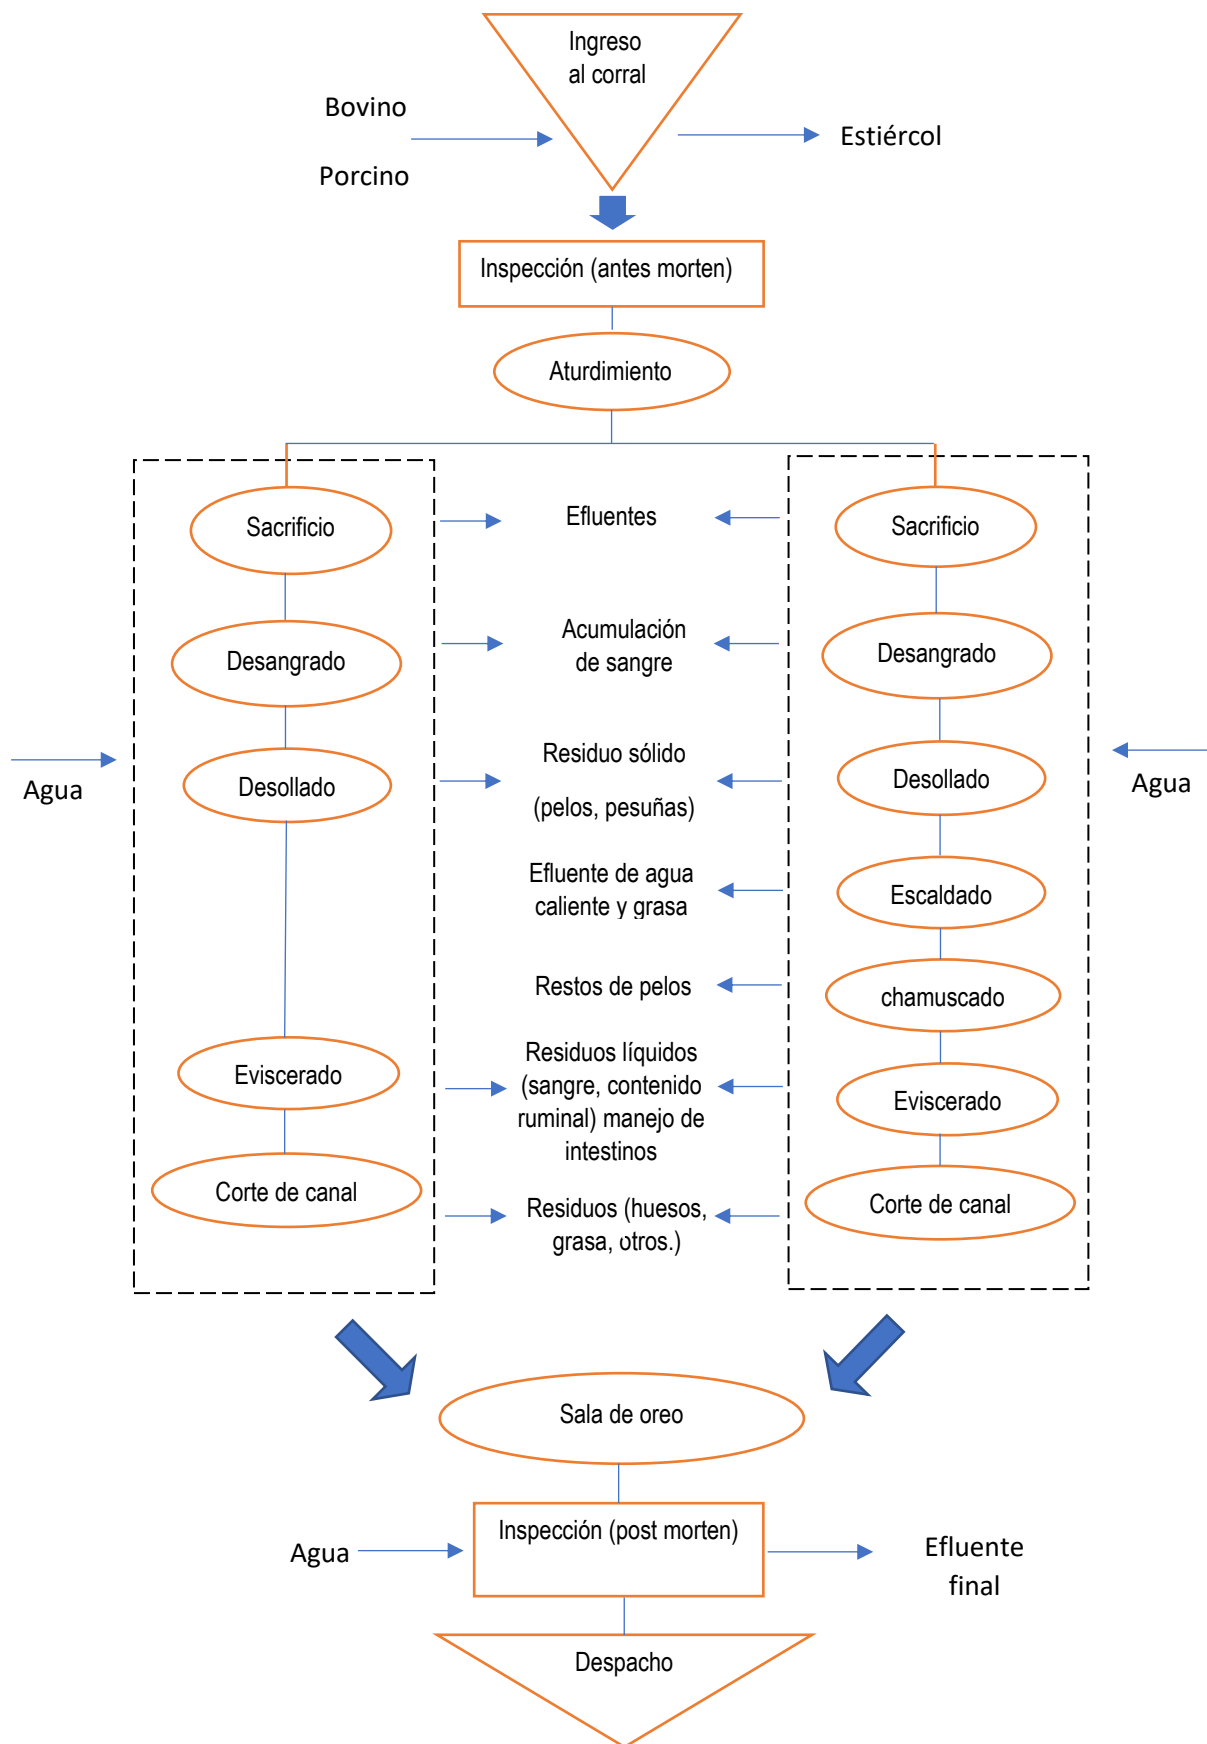 Ingreso
al corral
Bovino
Porcino
Estiércol
Inspección (antes morten)
Aturdimiento
Sacrificio
Efluentes
Sacrificio
Desangrado
Acumulación
de sangre
Desangrado
Agua
Desollado
Residuo sólido
(pelos, pesuñas)
Desollado
Agua
Efluente de agua
caliente y grasa
Escaldado
Restos de pelos
chamuscado
Eviscerado
Residuos líquidos
(sangre, contenido
ruminal) manejo de
intestinos
Eviscerado
Corte de canal
Residuos (huesos,
grasa, otros.)
Corte de canal
Sala de oreo
Agua
Inspección (post morten)
Efluente
final
Despacho